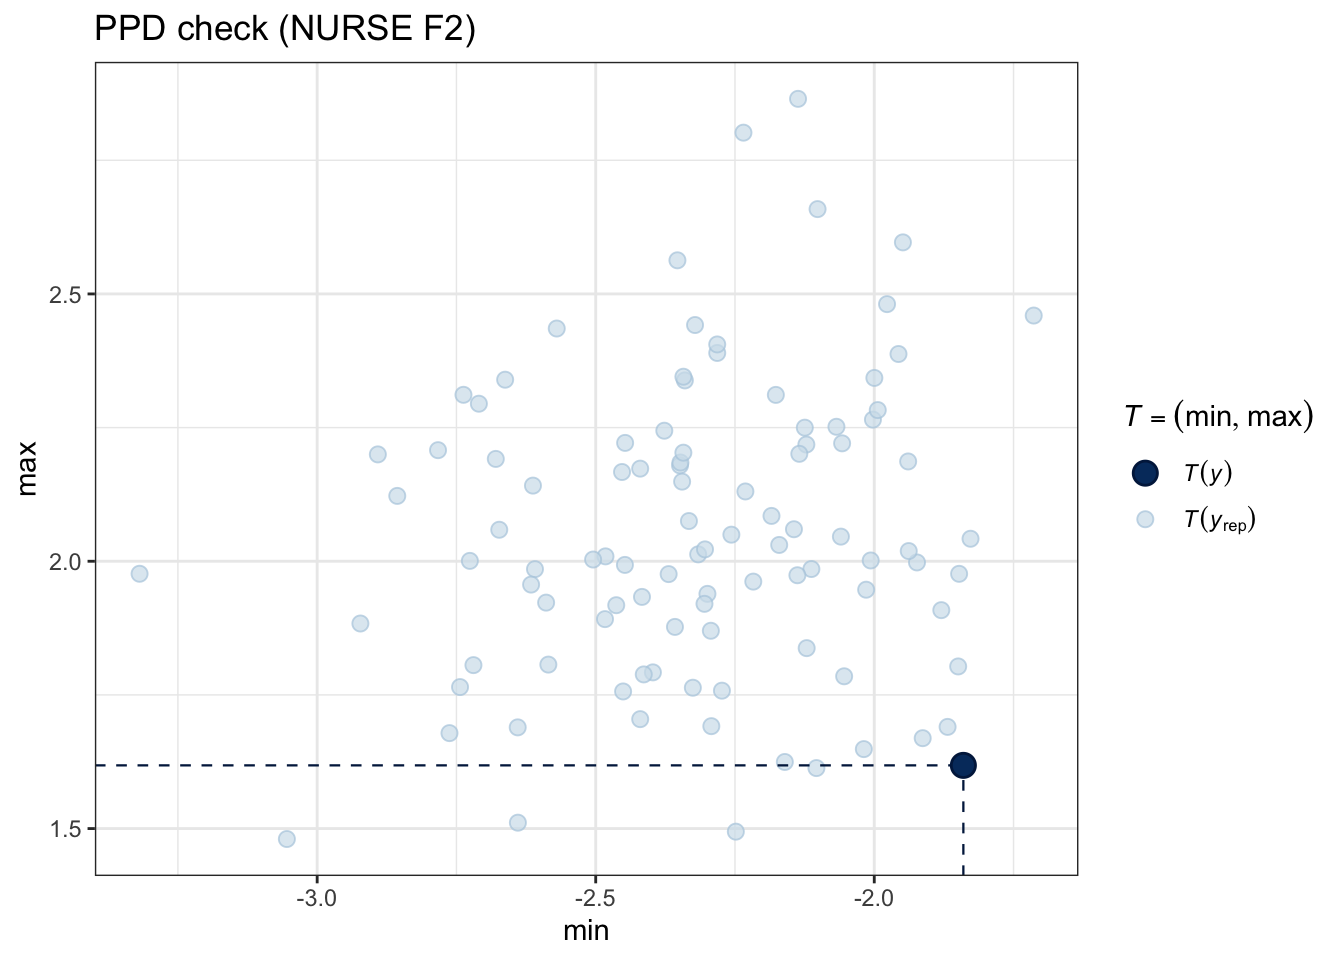 PPD check (NURSE F2)
max
2.5
2.0
1.5
-3.0
-2.5
-2.0
min
T = (min, max)
T(y)
T(yrep)